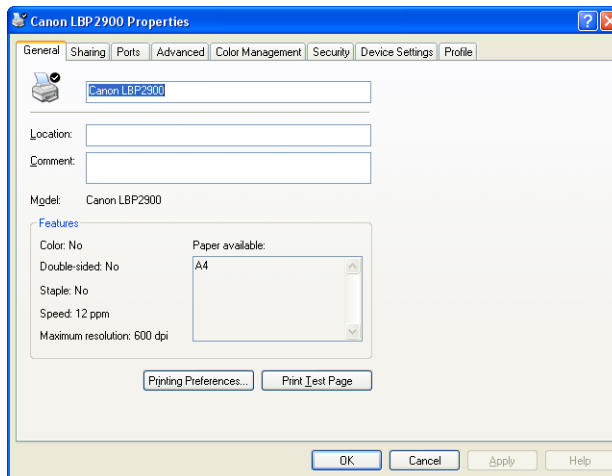 Canon LBP2900 Properties
General Sharing Ports Advanced Color Management Security Device Settings Profile
Canon LBP2900
Location:
Comment:
Model: Canon LBP2900
Features
Color: No Paper available:
Double-sided: No A4
Staple: No
Speed: 12 ppm
Maximum resolution: 600 dpi
Printing Preferences... Print Test Page
OK Cancel Apply Help